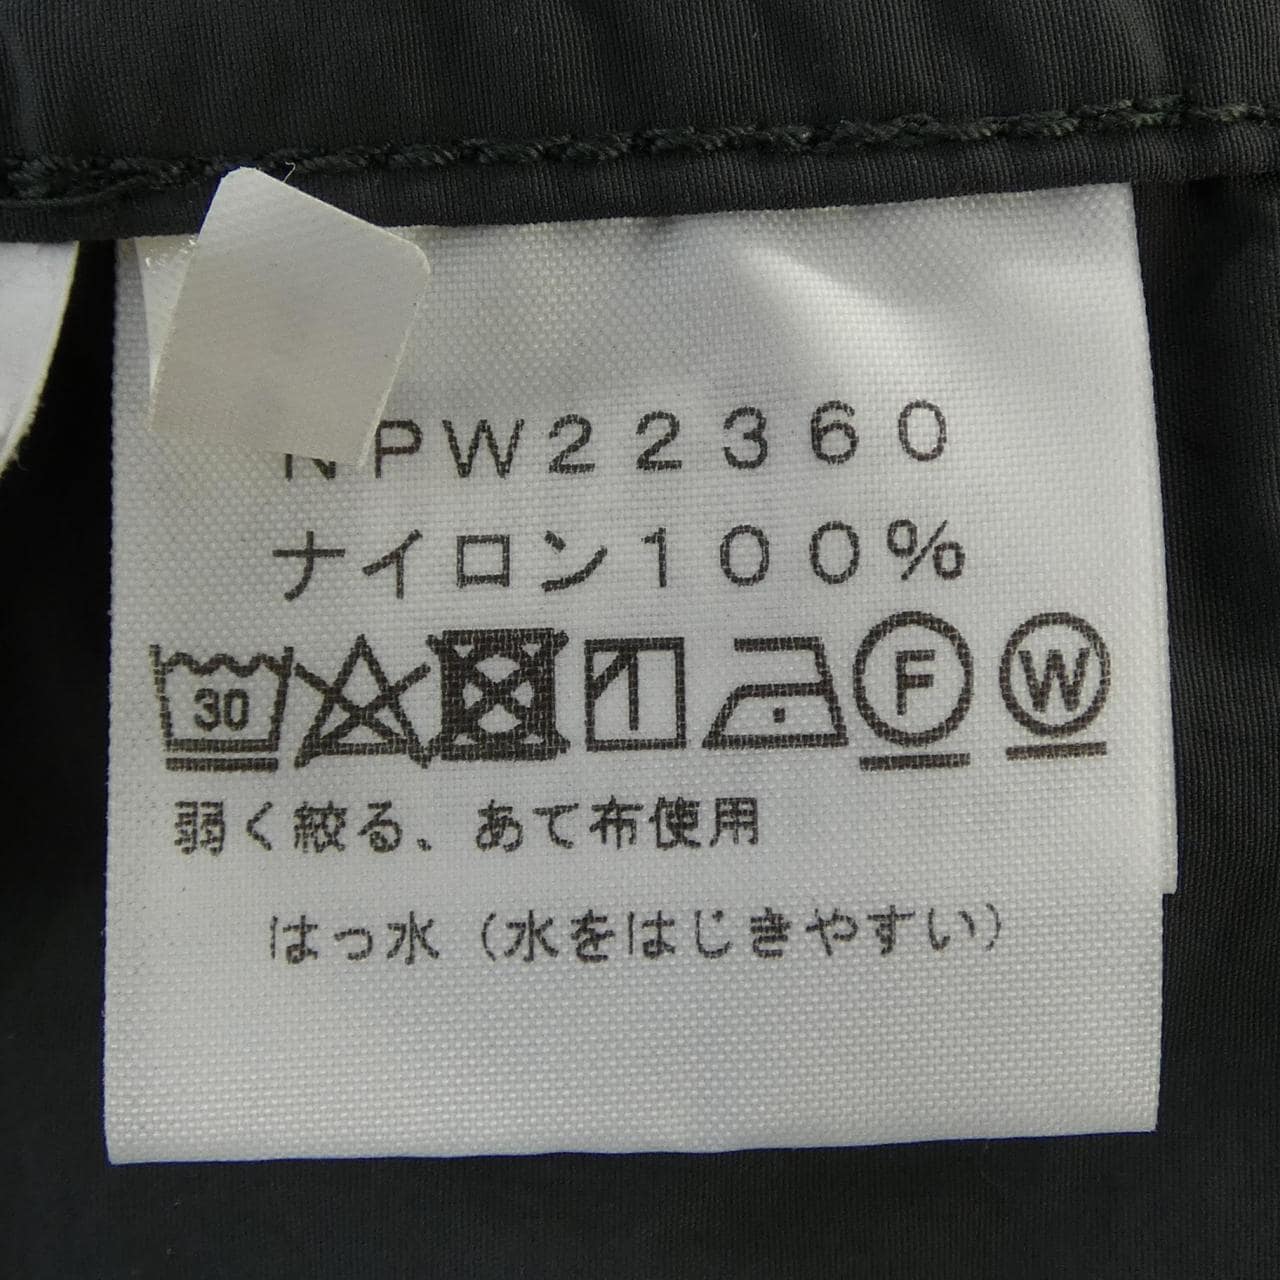 NPW22360
ナイロン100%
30 F W
弱く絞る、あて布使用
はっ水（水をはじきやすい）